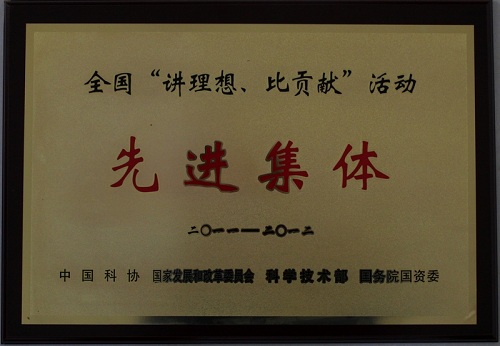 全国“讲理想、比贡献”活动
先进集体
二〇一一—二〇一二
中国科协 国家发展和改革委员会 科学技术部 国务院国资委